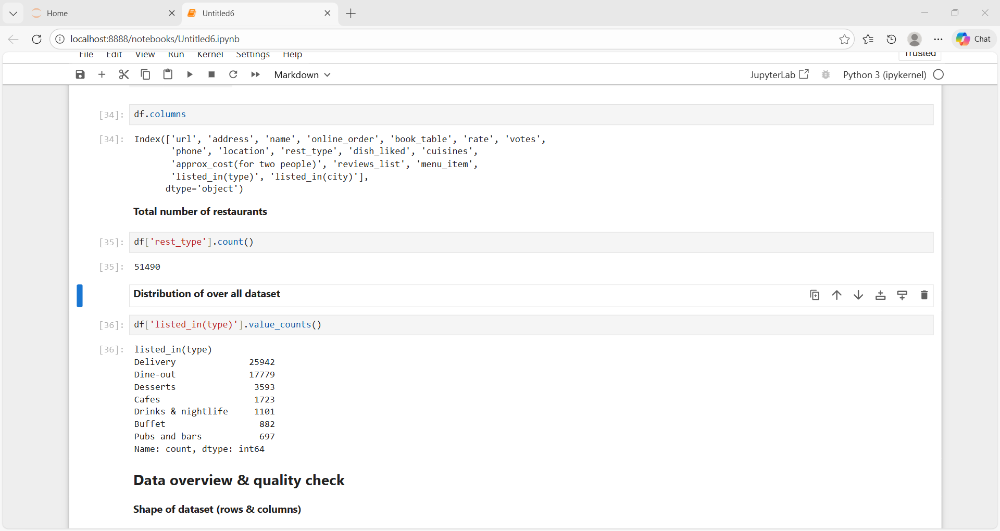 Home
Untitled6
localhost:8888/notebooks/Untitled6.ipynb
Chat
File Edit View Run Kernel Settings Help
Trusted
Markdown
JupyterLab
Python 3 (ipykernel)
[34]: df.columns
[34]: Index(['url', 'address', 'name', 'online_order', 'book_table', 'rate', 'votes',
'phone', 'location', 'rest_type', 'dish_liked', 'cuisines',
'approx_cost(for two people)', 'reviews_list', 'menu_item',
'listed_in(type)', 'listed_in(city)'],
dtype='object')
Total number of restaurants
[35]: df['rest_type'].count()
[35]: 51490
Distribution of over all dataset
[36]: df['listed_in(type)'].value_counts()
[36]: listed_in(type)
Delivery 25942
Dine-out 17779
Desserts 3593
Cafes 1723
Drinks & nightlife 1101
Buffet 882
Pubs and bars 697
Name: count, dtype: int64
Data overview & quality check
Shape of dataset (rows & columns)